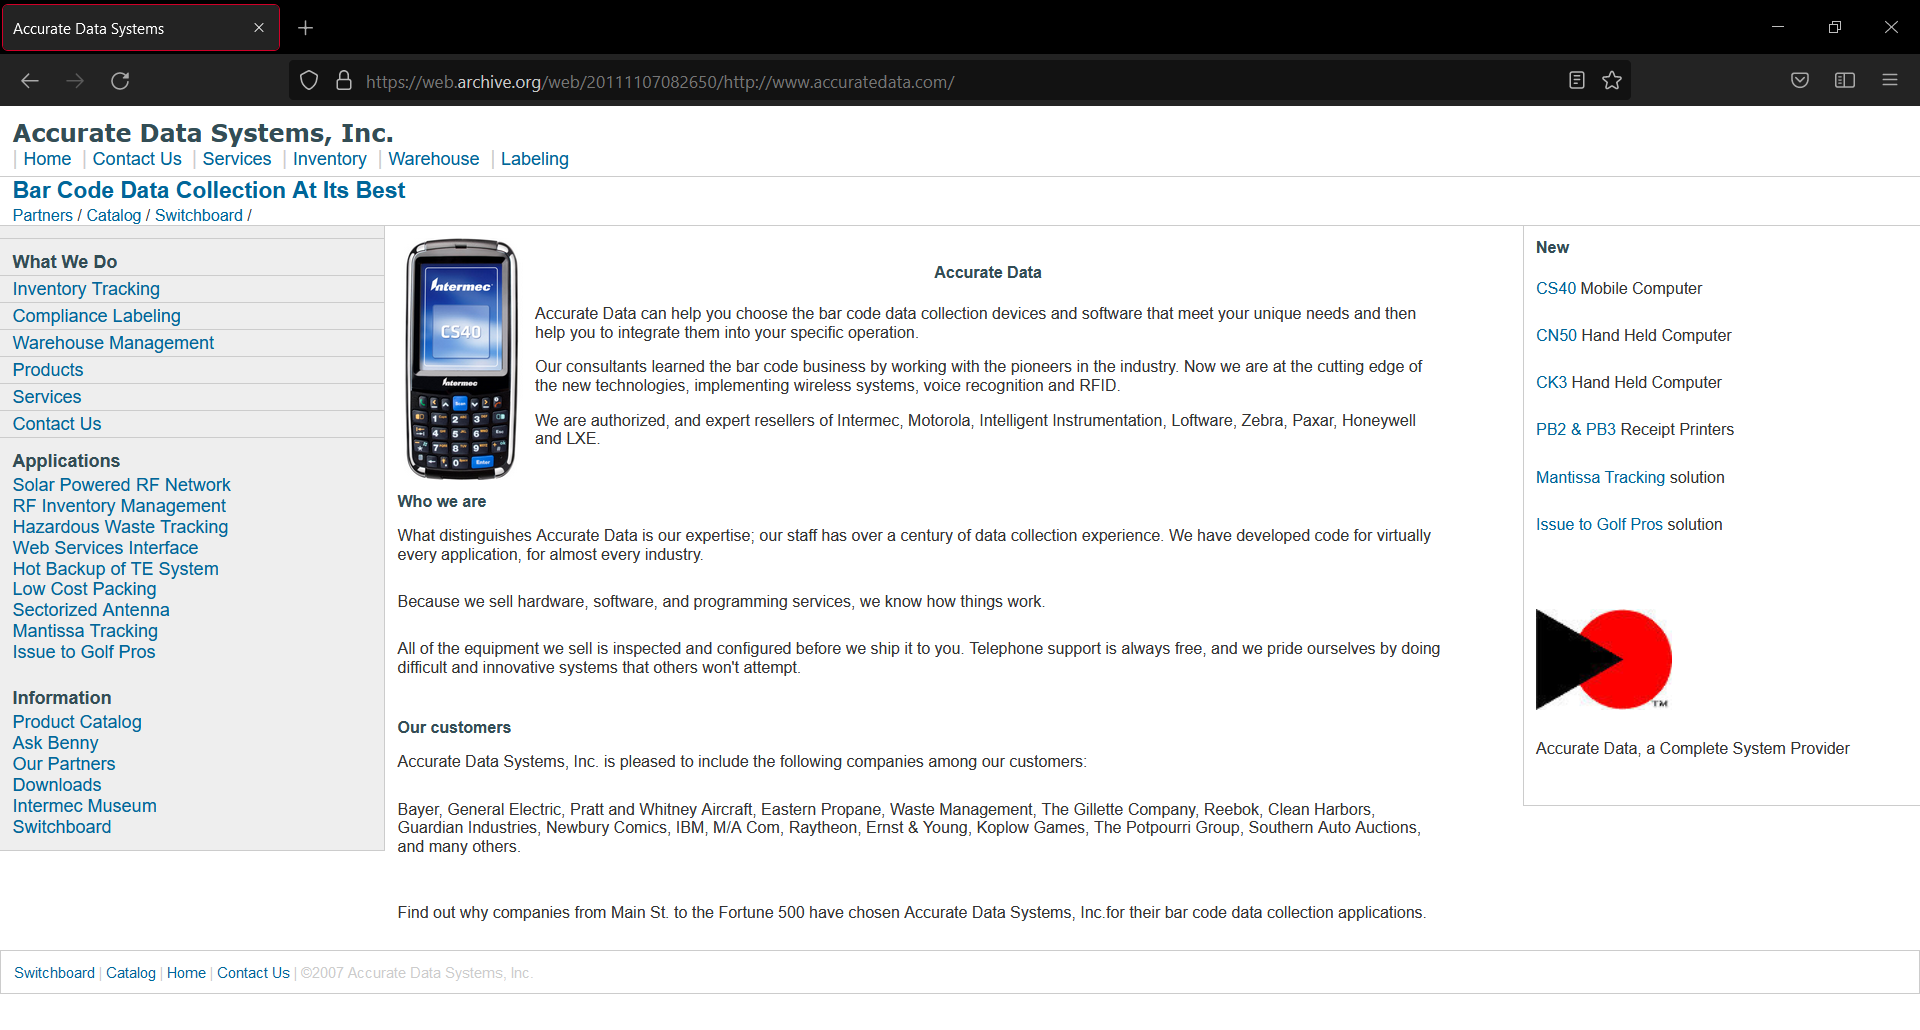 Accurate Data Systems
https://web.archive.org/web/20111107082650/http://www.accuratedata.com/
Accurate Data Systems, Inc.
Home Contact Us Services Inventory Warehouse Labeling
Bar Code Data Collection At Its Best
Partners / Catalog / Switchboard /
What We Do
Inventory Tracking
Compliance Labeling
Warehouse Management
Products
Services
Contact Us
Applications
Solar Powered RF Network
RF Inventory Management
Hazardous Waste Tracking
Web Services Interface
Hot Backup of TE System
Low Cost Packing
Sectorized Antenna
Mantissa Tracking
Issue to Golf Pros
Information
Product Catalog
Ask Benny
Our Partners
Downloads
Intermec Museum
Switchboard
Intermec
CS40
Intermec
Accurate Data
Accurate Data can help you choose the bar code data collection devices and software that meet your unique needs and then
help you to integrate them into your specific operation.
Our consultants learned the bar code business by working with the pioneers in the industry. Now we are at the cutting edge of
the new technologies, implementing wireless systems, voice recognition and RFID.
We are authorized, and expert resellers of Intermec, Motorola, Intelligent Instrumentation, Loftware, Zebra, Paxar, Honeywell
and LXE.
Who we are
What distinguishes Accurate Data is our expertise; our staff has over a century of data collection experience. We have developed code for virtually
every application, for almost every industry.
Because we sell hardware, software, and programming services, we know how things work.
All of the equipment we sell is inspected and configured before we ship it to you. Telephone support is always free, and we pride ourselves by doing
difficult and innovative systems that others won't attempt.
Our customers
Accurate Data Systems, Inc. is pleased to include the following companies among our customers:
Bayer, General Electric, Pratt and Whitney Aircraft, Eastern Propane, Waste Management, The Gillette Company, Reebok, Clean Harbors,
Guardian Industries, Newbury Comics, IBM, M/A Com, Raytheon, Ernst & Young, Koplow Games, The Potpourri Group, Southern Auto Auctions,
and many others.
Find out why companies from Main St. to the Fortune 500 have chosen Accurate Data Systems, Inc.for their bar code data collection applications.
New
CS40 Mobile Computer
CN50 Hand Held Computer
CK3 Hand Held Computer
PB2 & PB3 Receipt Printers
Mantissa Tracking solution
Issue to Golf Pros solution
TM
Accurate Data, a Complete System Provider
Switchboard | Catalog | Home | Contact Us | ©2007 Accurate Data Systems, Inc.